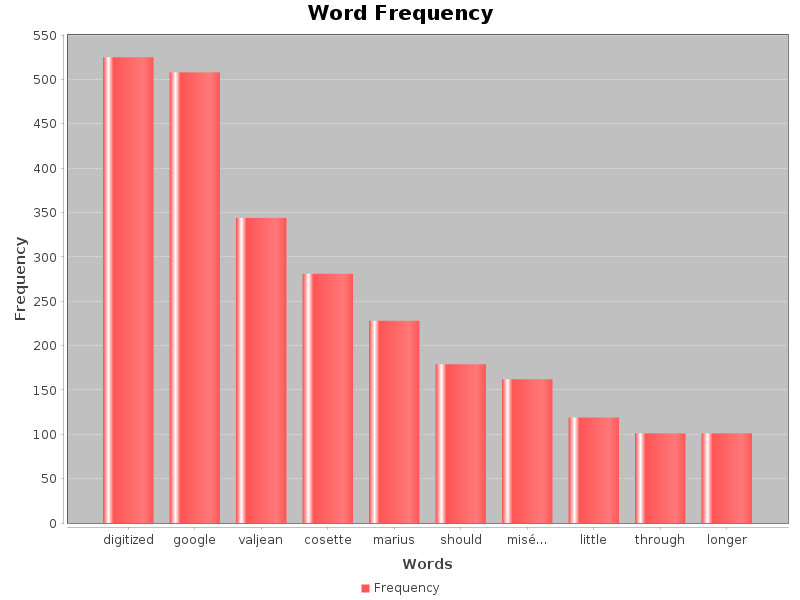 Word Frequency
550
500
450
400
350
300
250
200
150
100
50
0
Frequency
digitized google valjean cosette marius should misé... little through longer
Words
Frequency